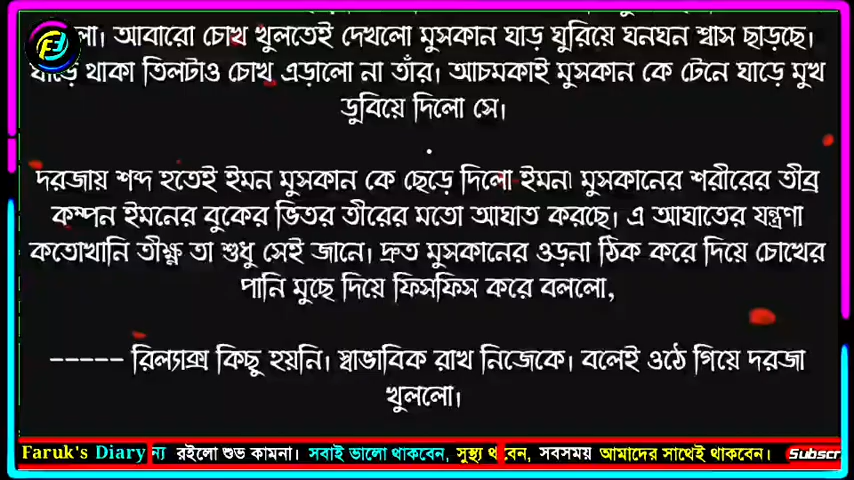 লো। আবারো চোখ খুলতেই দেখলো মুসকান ঘাড় ঘুরিয়ে ঘনঘন শ্বাস ছাড়ছে।
ঘাড়ে থাকা তিলটাও চোখ এড়ালো না তাঁর। আচমকাই মুসকান কে টেনে ঘাড়ে মুখ
ডুবিয়ে দিলো সে।
.
দরজায় শব্দ হতেই ইমন মুসকান কে ছেড়ে দিলো ইমন। মুসকানের শরীরের তীব্র
কম্পন ইমনের বুকের ভিতর তীরের মতো আঘাত করছে। এ আঘাতের যন্ত্রণা
কতোখানি তীক্ষ্ণ তা শুধু সেই জানে। দ্রুত মুসকানের ওড়না ঠিক করে দিয়ে চোখের
পানি মুছে দিয়ে ফিসফিস করে বললো,
----- রিল্যাক্স কিছু হয়নি। স্বাভাবিক রাখ নিজেকে। বলেই ওঠে গিয়ে দরজা
খুললো।
Faruk's Diary ন্য রইলো শুভ কামনা। সবাই ভালো থাকবেন, সুস্থ্য থাকবেন, সবসময় আমাদের সাথেই থাকবেন। Subscr